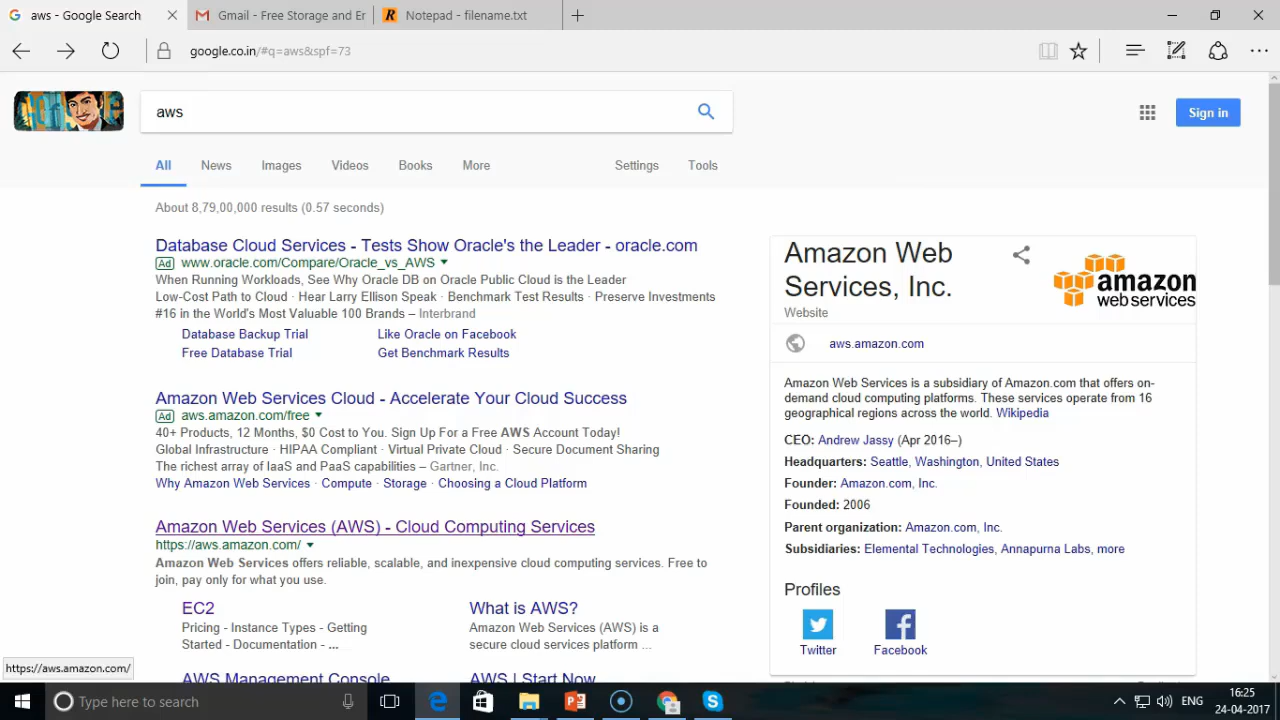 aws - Google Search
Gmail - Free Storage and Er
Notepad - filename.txt
google.co.in/#q=aws&spf=73
aws
Sign in
All News Images Videos Books More Settings Tools
About 8,79,00,000 results (0.57 seconds)
Database Cloud Services - Tests Show Oracle's the Leader - oracle.com
Ad www.oracle.com/Compare/Oracle_vs_AWS
When Running Workloads, See Why Oracle DB on Oracle Public Cloud is the Leader
Low-Cost Path to Cloud · Hear Larry Ellison Speak · Benchmark Test Results · Preserve Investments
#16 in the World's Most Valuable 100 Brands – Interbrand
Database Backup Trial Like Oracle on Facebook
Free Database Trial Get Benchmark Results
Amazon Web Services Cloud - Accelerate Your Cloud Success
Ad aws.amazon.com/free
40+ Products, 12 Months, $0 Cost to You. Sign Up For a Free AWS Account Today!
Global Infrastructure · HIPAA Compliant · Virtual Private Cloud · Secure Document Sharing
The richest array of IaaS and PaaS capabilities – Gartner, Inc.
Why Amazon Web Services · Compute · Storage · Choosing a Cloud Platform
Amazon Web Services (AWS) - Cloud Computing Services
https://aws.amazon.com/
Amazon Web Services offers reliable, scalable, and inexpensive cloud computing services. Free to
join, pay only for what you use.
EC2 What is AWS?
Pricing - Instance Types - Getting Amazon Web Services (AWS) is a
Started - Documentation - ... secure cloud services platform ...
AWS Management Console AWS | Start Now
Amazon Web
Services, Inc.
Website
amazon
web services
aws.amazon.com
Amazon Web Services is a subsidiary of Amazon.com that offers on-
demand cloud computing platforms. These services operate from 16
geographical regions across the world. Wikipedia
CEO: Andrew Jassy (Apr 2016–)
Headquarters: Seattle, Washington, United States
Founder: Amazon.com, Inc.
Founded: 2006
Parent organization: Amazon.com, Inc.
Subsidiaries: Elemental Technologies, Annapurna Labs, more
Profiles
Twitter Facebook
https://aws.amazon.com/
Type here to search
ENG
16:25
24-04-2017